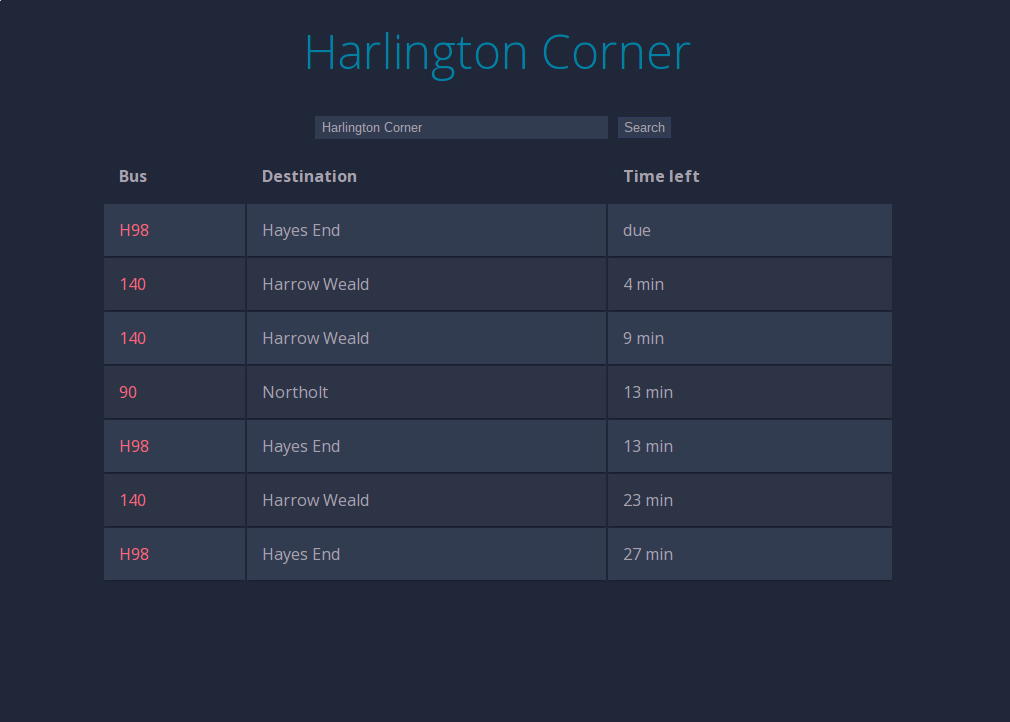 Harlington Corner
Harlington Corner Search
Bus Destination Time left
H98 Hayes End due
140 Harrow Weald 4 min
140 Harrow Weald 9 min
90 Northolt 13 min
H98 Hayes End 13 min
140 Harrow Weald 23 min
H98 Hayes End 27 min